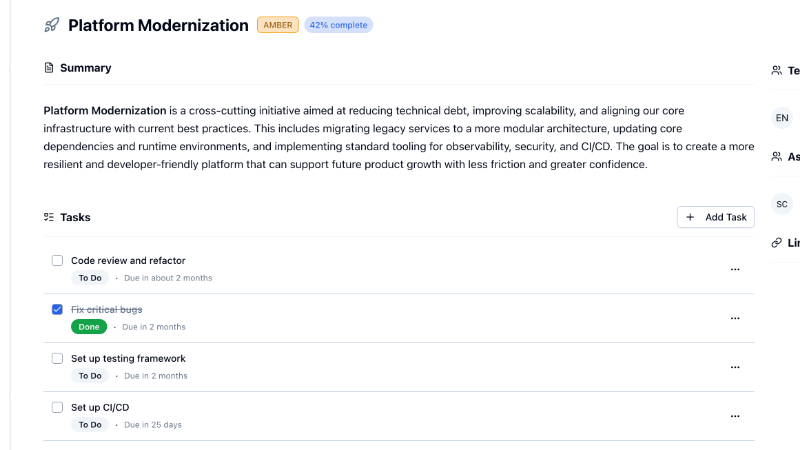 Platform Modernization AMBER 42% complete
Summary
Platform Modernization is a cross-cutting initiative aimed at reducing technical debt, improving scalability, and aligning our core
infrastructure with current best practices. This includes migrating legacy services to a more modular architecture, updating core
dependencies and runtime environments, and implementing standard tooling for observability, security, and CI/CD. The goal is to create a more
resilient and developer-friendly platform that can support future product growth with less friction and greater confidence.
Tasks + Add Task
Code review and refactor
To Do · Due in about 2 months
Fix critical bugs
Done · Due in 2 months
Set up testing framework
To Do · Due in 2 months
Set up CI/CD
To Do · Due in 25 days
Te
EN
As
SC